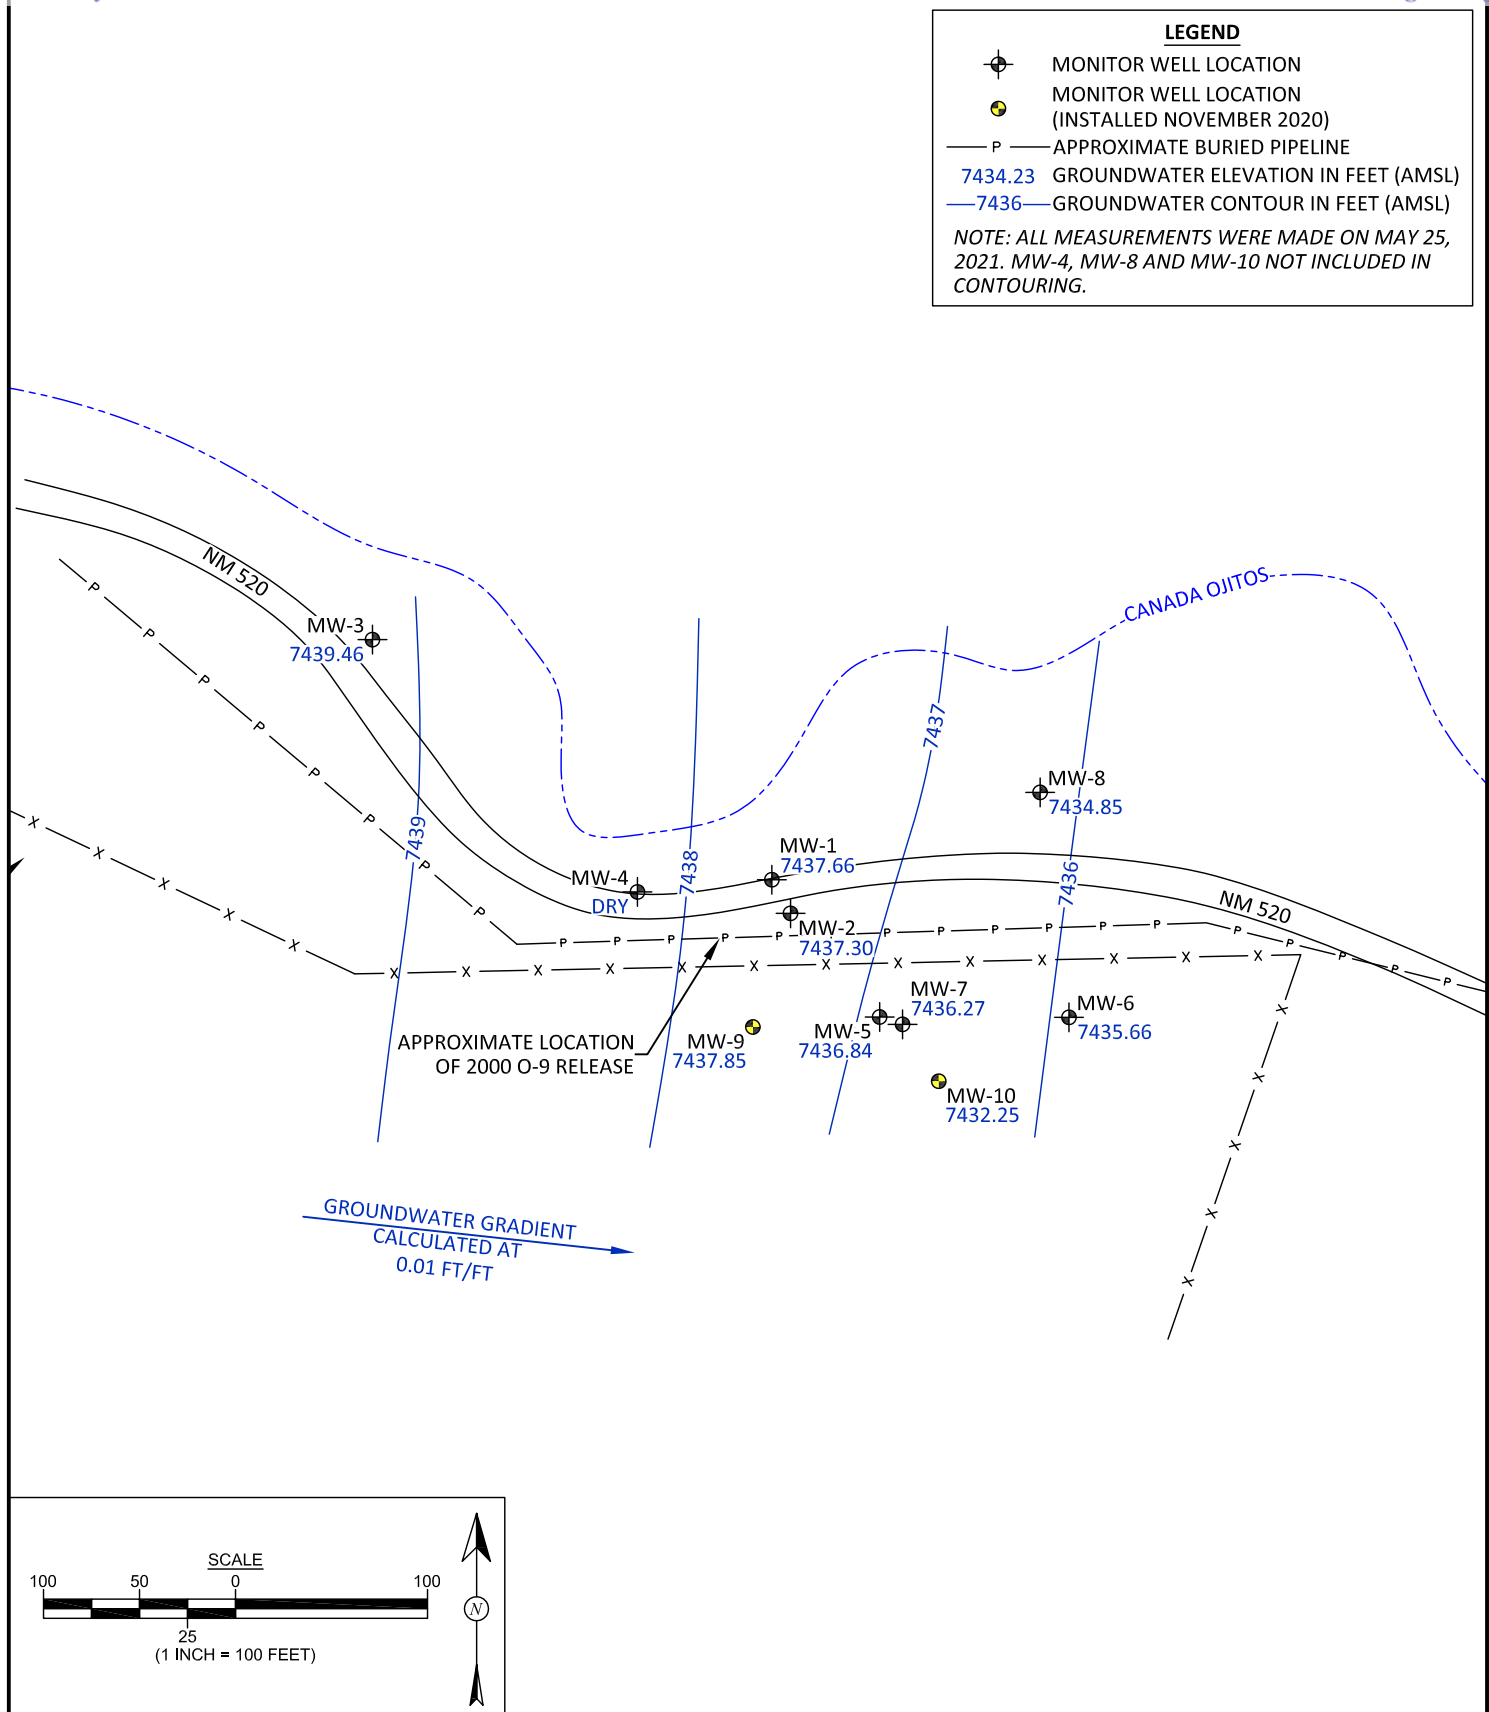 LEGEND
MONITOR WELL LOCATION
MONITOR WELL LOCATION
(INSTALLED NOVEMBER 2020)
P APPROXIMATE BURIED PIPELINE
7434.23 GROUNDWATER ELEVATION IN FEET (AMSL)
7436 GROUNDWATER CONTOUR IN FEET (AMSL)
NOTE: ALL MEASUREMENTS WERE MADE ON MAY 25,
2021. MW-4, MW-8 AND MW-10 NOT INCLUDED IN
CONTOURING.
NM 520
CANADA OJITOS
MW-3
7439.46
7437
MW-8
7434.85
7439
7438
MW-1
7437.66
7436
MW-4
DRY
NM 520
MW-2
7437.30
MW-7
7436.27
MW-5
7436.84
MW-6
7435.66
APPROXIMATE LOCATION
OF 2000 O-9 RELEASE
MW-9
7437.85
MW-10
7432.25
GROUNDWATER GRADIENT
CALCULATED AT
0.01 FT/FT
SCALE
100 50 0 100
25
(1 INCH = 100 FEET)
N